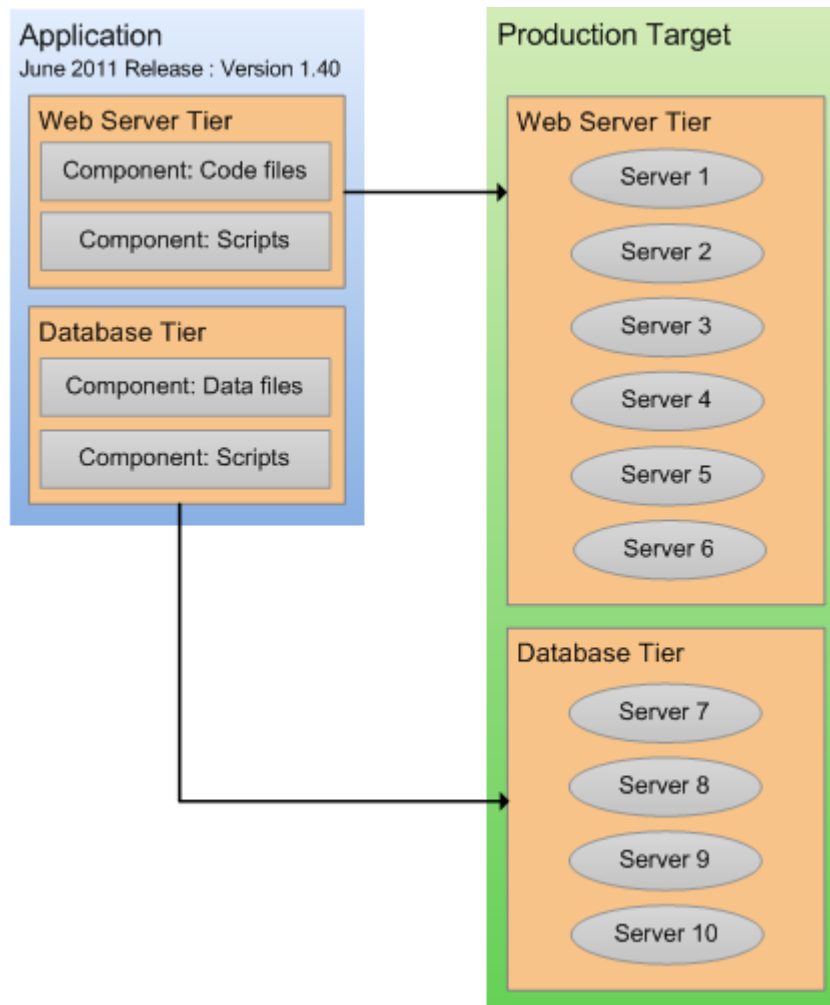 Application
June 2011 Release : Version 1.40
Web Server Tier
Component: Code files
Component: Scripts
Database Tier
Component: Data files
Component: Scripts
Production Target
Web Server Tier
Server 1
Server 2
Server 3
Server 4
Server 5
Server 6
Database Tier
Server 7
Server 8
Server 9
Server 10